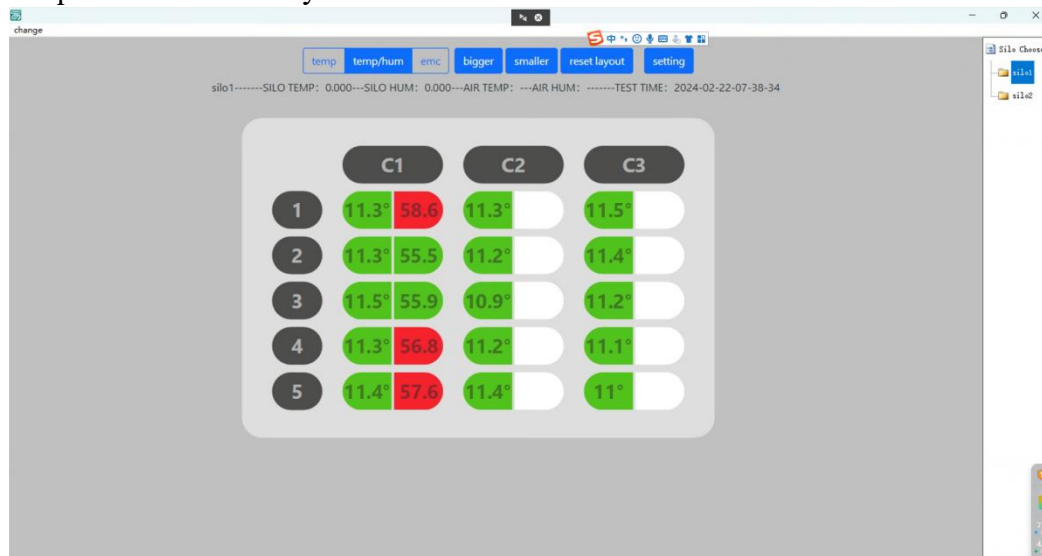 change
中
temp temp/hum emc bigger smaller reset layout setting
silo1-------SILO TEMP: 0.000---SILO HUM: 0.000---AIR TEMP: ---AIR HUM: -------TEST TIME: 2024-02-22-07-38-34
Silo Choose
silo1
silo2
C1 C2 C3
1 11.3° 58.6 11.3° 11.5°
2 11.3° 55.5 11.2° 11.4°
3 11.5° 55.9 10.9° 11.2°
4 11.3° 56.8 11.2° 11.1°
5 11.4° 57.6 11.4° 11°